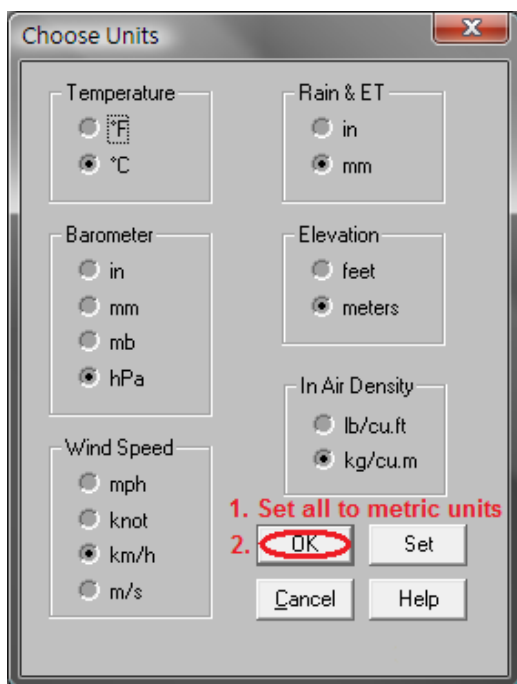 Choose Units
Temperature
°F
°C
Barometer
in
mm
mb
hPa
Wind Speed
mph
knot
km/h
m/s
Rain & ET
in
mm
Elevation
feet
meters
In Air Density
lb/cu.ft
kg/cu.m
1. Set all to metric units
2. OK
Set
Cancel
Help